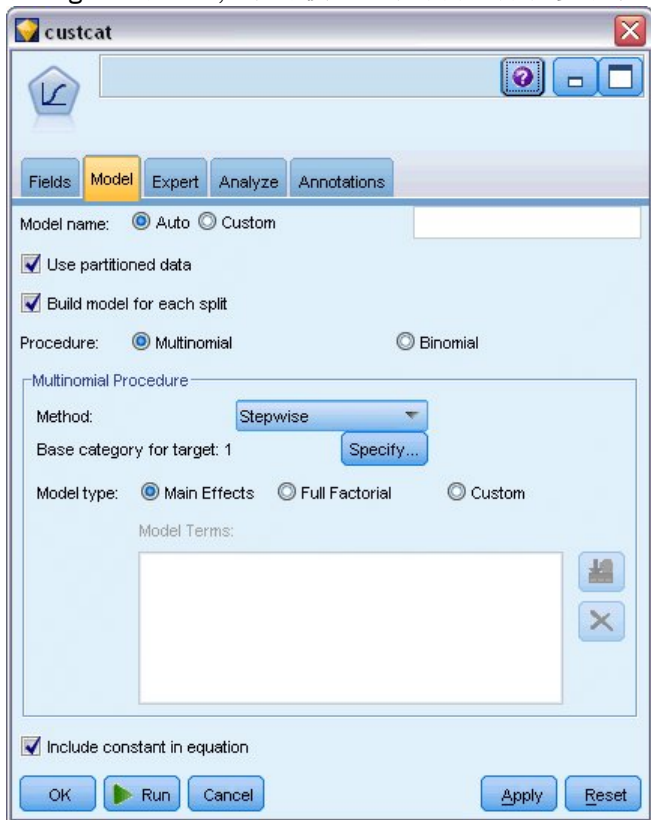 custcat
Fields Model Expert Analyze Annotations
Model name: Auto Custom
Use partitioned data
Build model for each split
Procedure: Multinomial Binomial
Multinomial Procedure
Method: Stepwise
Base category for target: 1 Specify...
Model type: Main Effects Full Factorial Custom
Model Terms:
Include constant in equation
OK Run Cancel Apply Reset